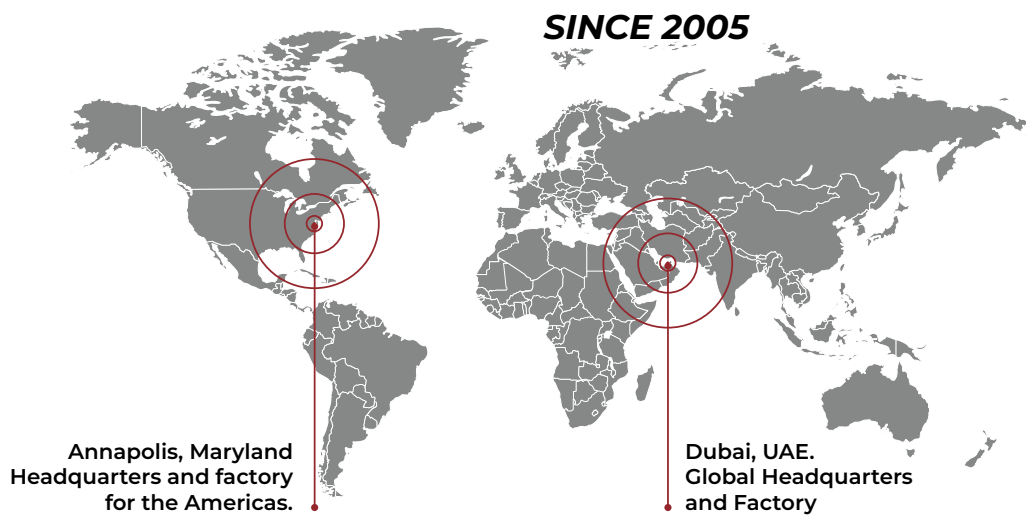 SINCE 2005
Annapolis, Maryland
Headquarters and factory
for the Americas.
Dubai, UAE.
Global Headquarters
and Factory